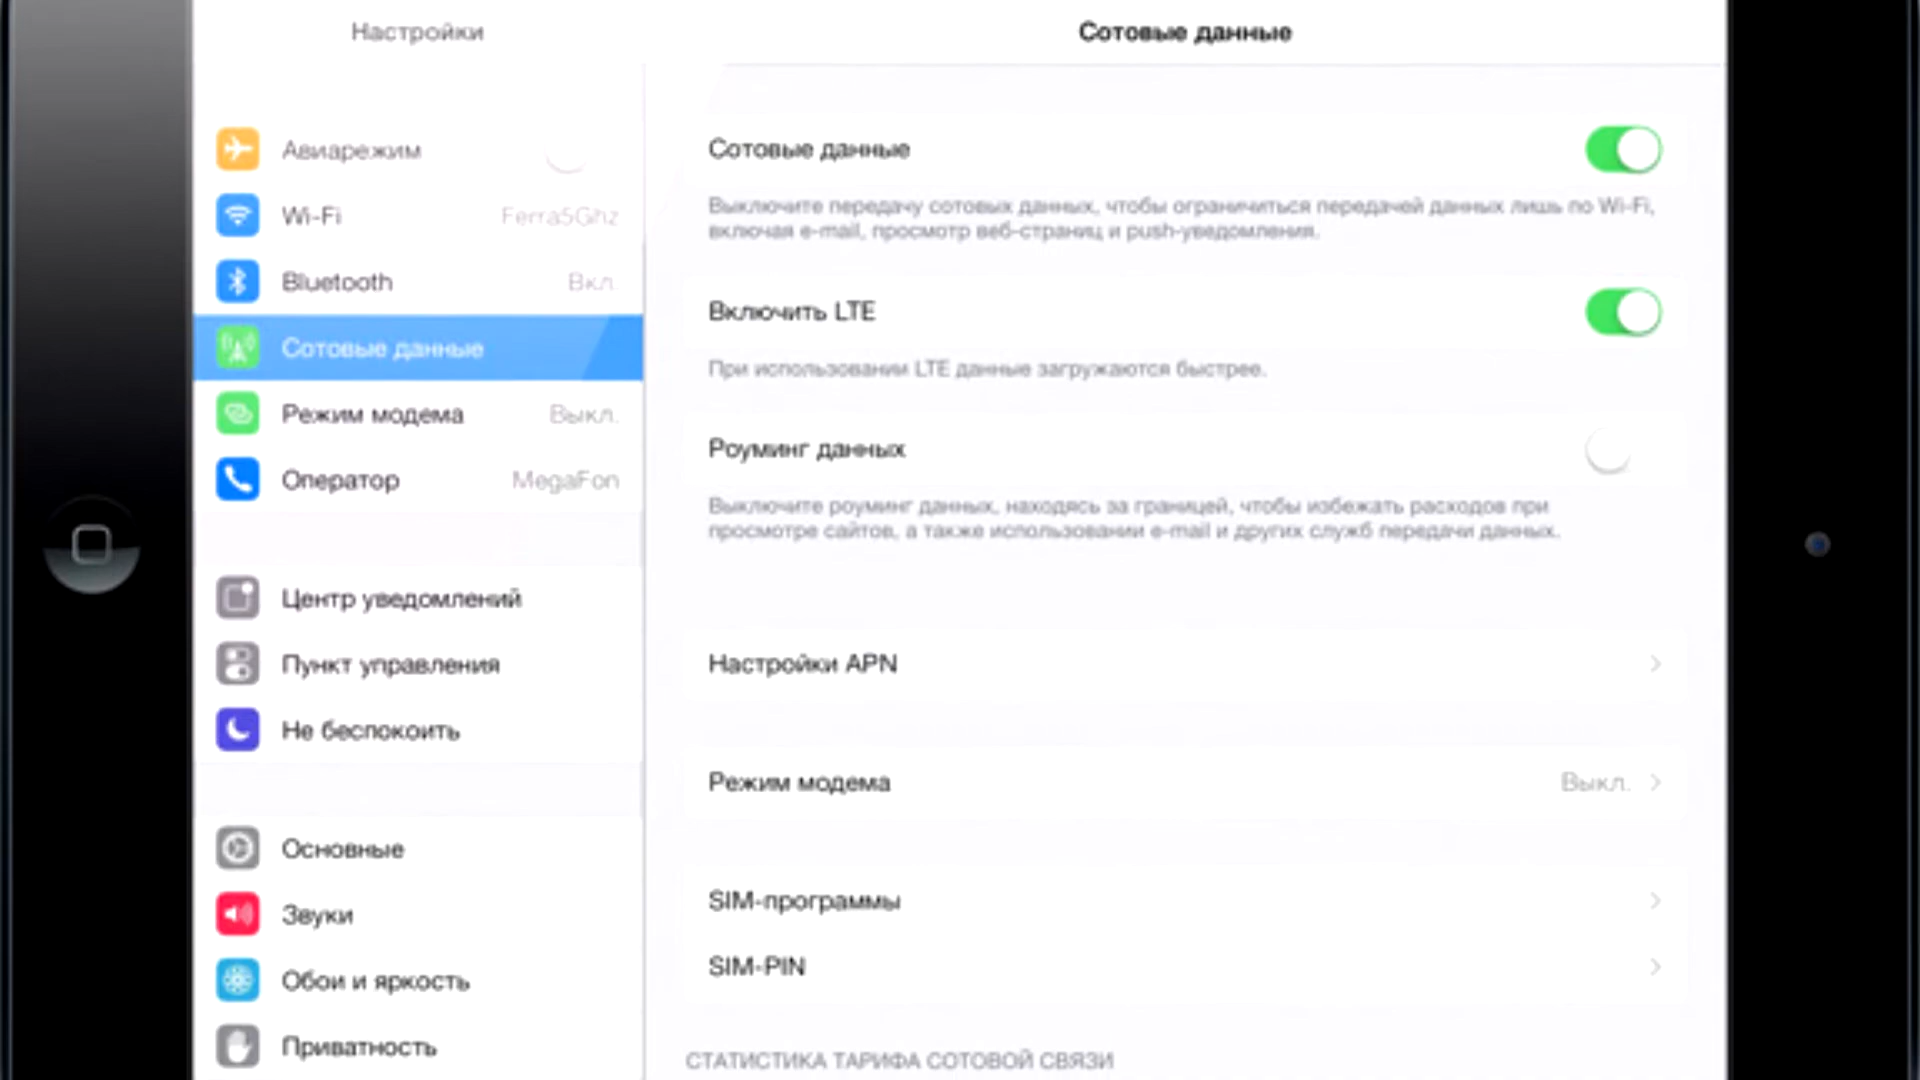 Настройки
Сотовые данные
Авиарежим
Wi-Fi Ferra5Ghz
Bluetooth Вкл.
Сотовые данные
Режим модема Выкл.
Оператор MegaFon
Центр уведомлений
Пункт управления
Не беспокоить
Основные
Звуки
Обои и яркость
Приватность
Сотовые данные
Выключите передачу сотовых данных, чтобы ограничиться передачей данных лишь по Wi-Fi,
включая e-mail, просмотр веб-страниц и push-уведомления.
Включить LTE
При использовании LTE данные загружаются быстрее.
Роуминг данных
Выключите роуминг данных, находясь за границей, чтобы избежать расходов при
просмотре сайтов, а также использовании e-mail и других служб передачи данных.
Настройки APN
Режим модема Выкл.
SIM-программы
SIM-PIN
СТАТИСТИКА ТАРИФА СОТОВОЙ СВЯЗИ